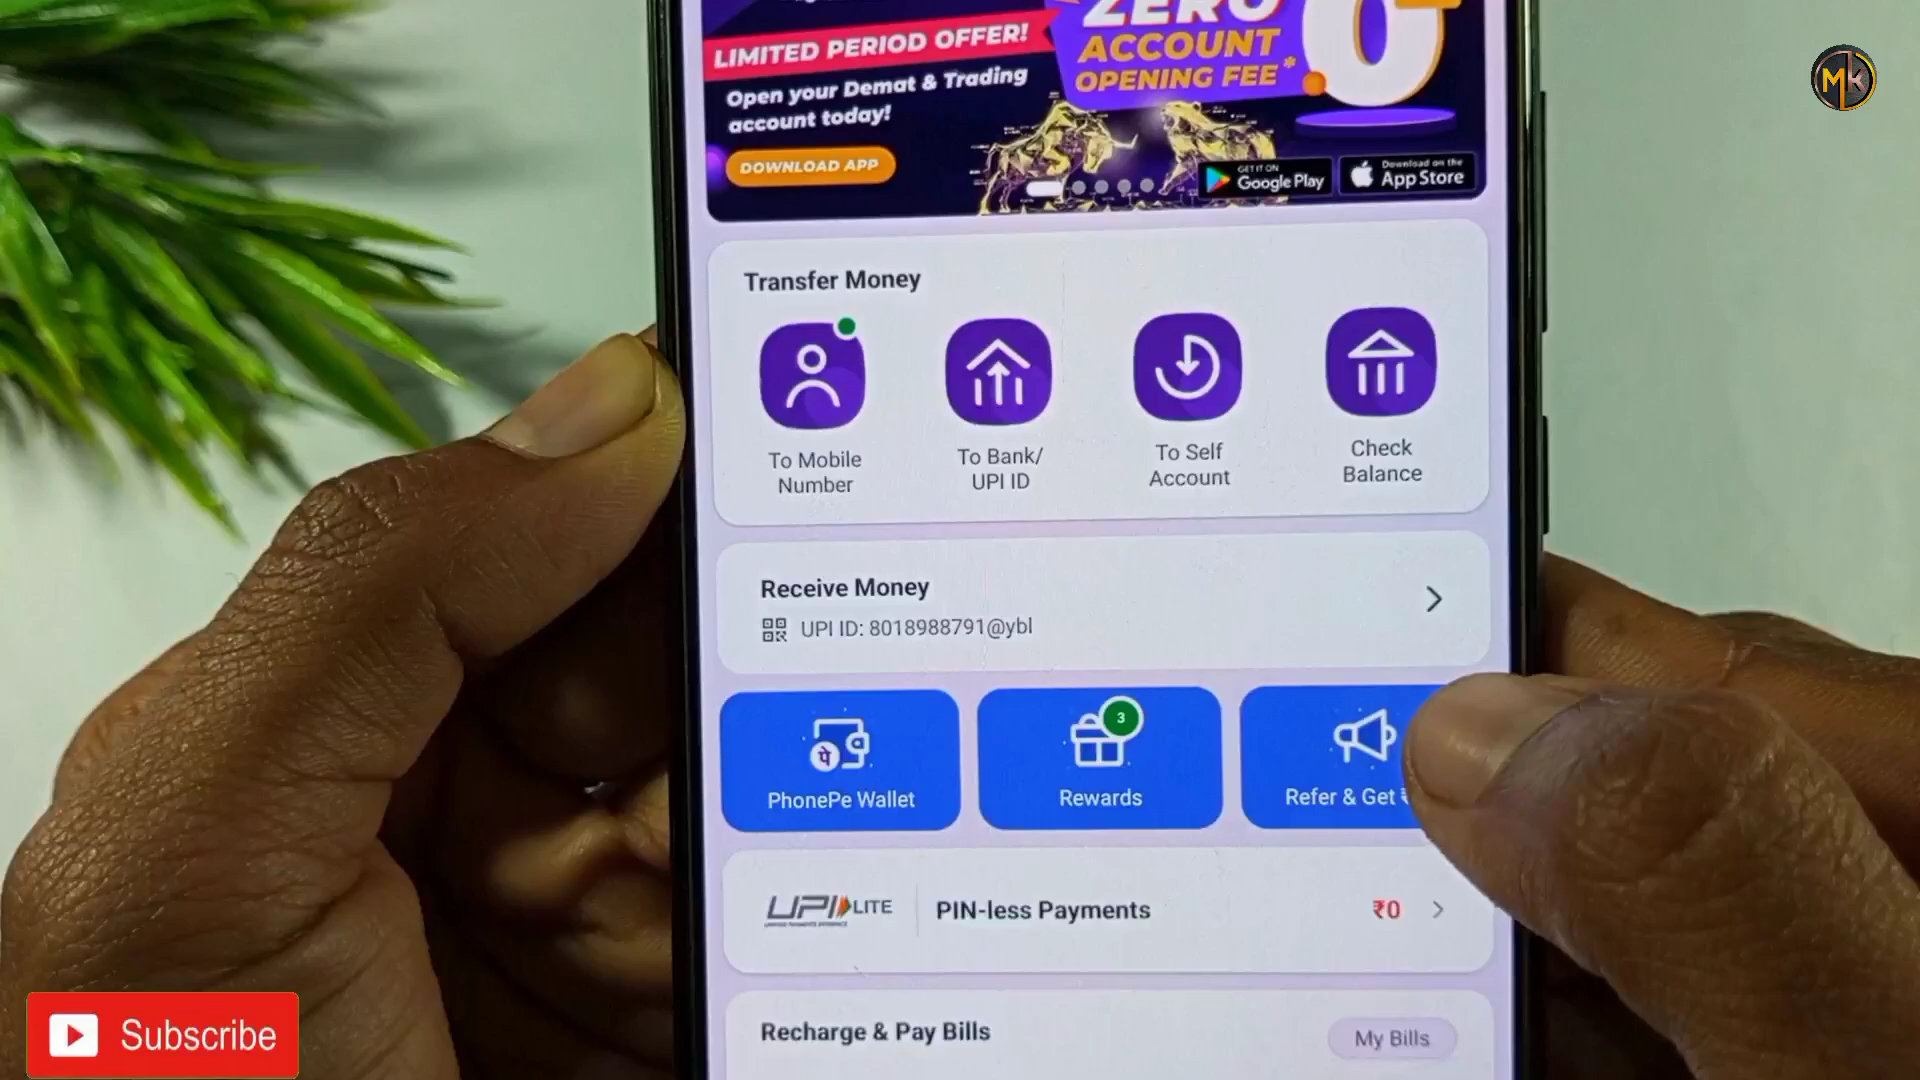 ZERO
LIMITED PERIOD OFFER!
ACCOUNT
OPENING FEE*
0
Open your Demat & Trading
account today!
DOWNLOAD APP
GET IT ON
Google Play
Download on the
App Store
MK
Transfer Money
To Mobile
Number
To Bank/
UPI ID
To Self
Account
Check
Balance
Receive Money
UPI ID: 8018988791@ybl
पे
PhonePe Wallet
3
Rewards
Refer & Get
UPI LITE
PIN-less Payments
₹0
Recharge & Pay Bills
My Bills
Subscribe